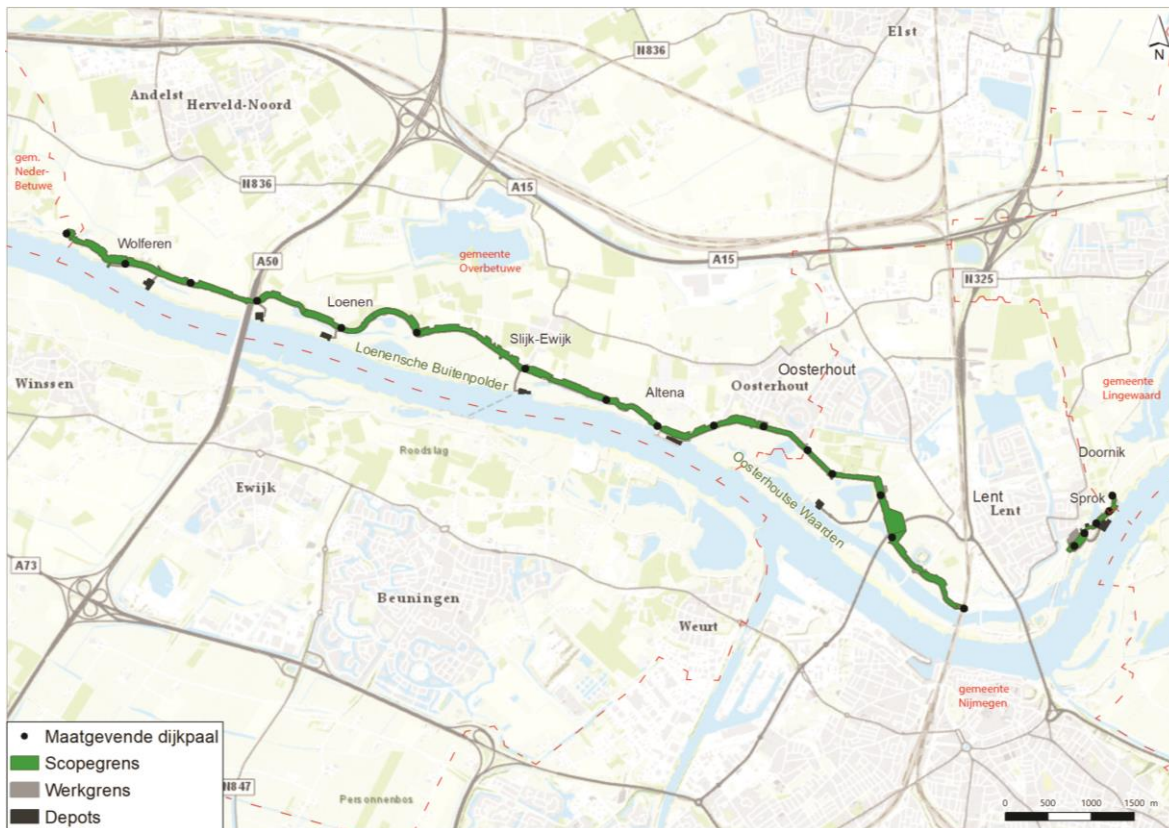 Elst
N836
N
Andelst
Herveld-Noord
gem.
Neder-
Betuwe
N836
A15
Wolferen
A50
gemeente
Overbetuwe
A15
N325
Loenen
Slijk-Ewijk
Loenensche Buitenpolder
Winssen
Altena
Oosterhout
Oosterhout
gemeente
Lingewaard
Doornik
Roodslag
Ewijk
Oosterhoutse Waarden
Lent
Lent
Sprok
A73
Beuningen
Weurt
gemeente
Nijmegen
Maatgevende dijkpaal
Scopegrens
Werkgrens
Depots
N847
Personnenbos
0 500 1000 1500 m